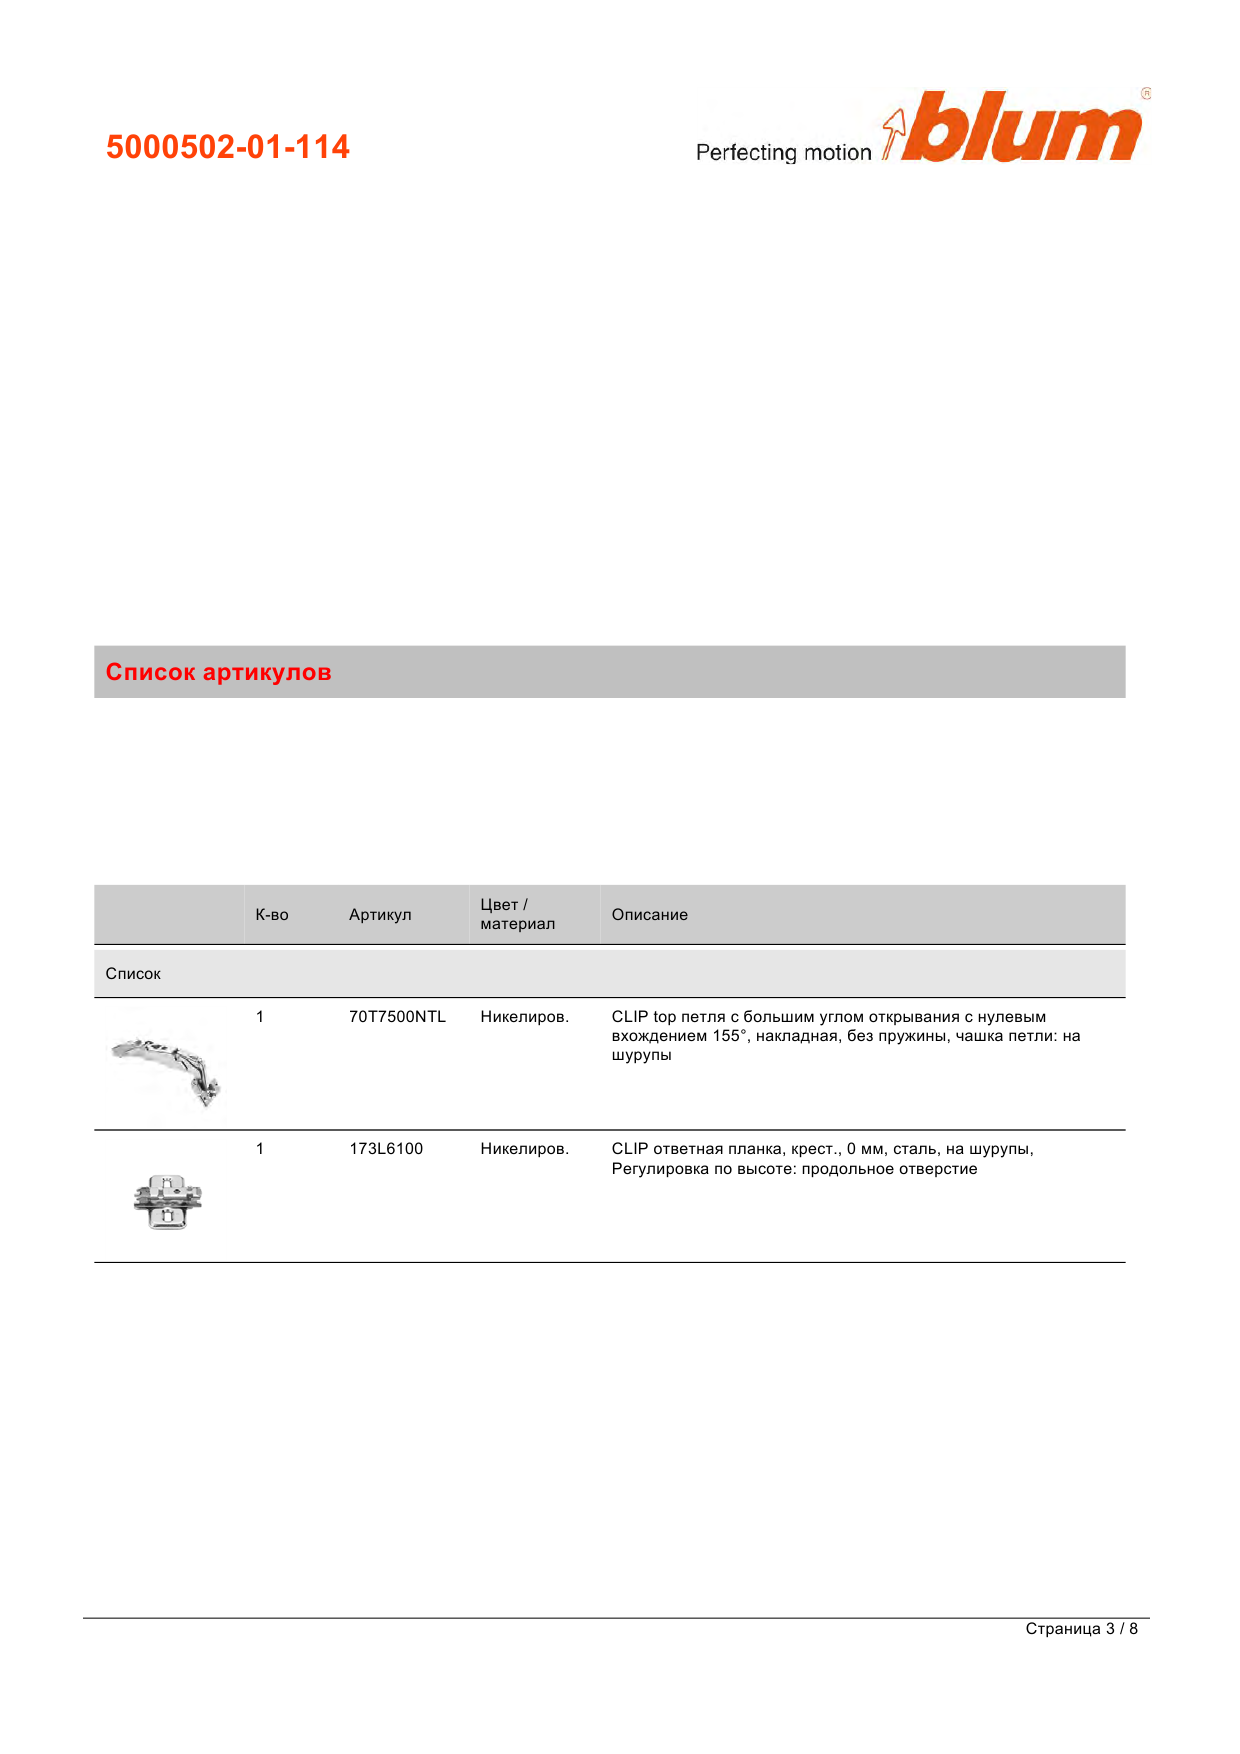 5000502-01-114
Perfecting motion
blum
®
Список артикулов
К-во
Артикул
Цвет /
материал
Описание
Список
1
70T7500NTL
Никелиров.
CLIP top петля с большим углом открывания с нулевым
вхождением 155°, накладная, без пружины, чашка петли: на
шурупы
1
173L6100
Никелиров.
CLIP ответная планка, крест., 0 мм, сталь, на шурупы,
Регулировка по высоте: продольное отверстие
Страница 3 / 8